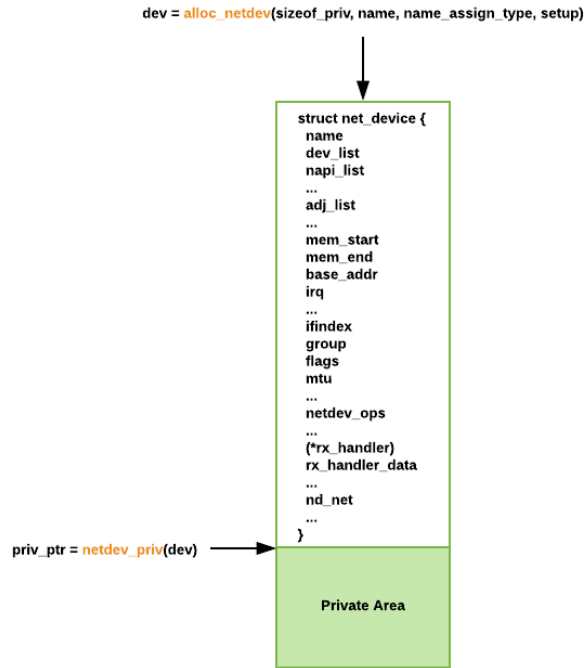 dev = alloc_netdev(sizeof_priv, name, name_assign_type, setup)
struct net_device {
name
dev_list
napi_list
...
adj_list
...
mem_start
mem_end
base_addr
irq
...
ifindex
group
flags
mtu
...
netdev_ops
...
(*rx_handler)
rx_handler_data
...
nd_net
...
}
priv_ptr = netdev_priv(dev)
Private Area